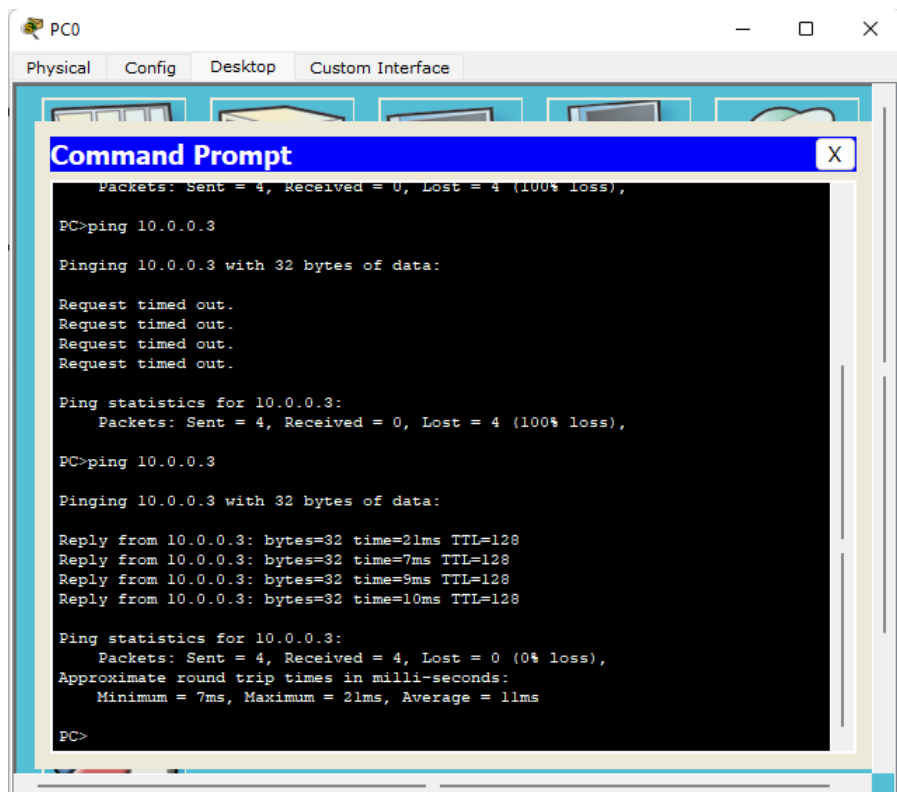 PC0
Physical Config Desktop Custom Interface
Command Prompt X
Packets: Sent = 4, Received = 0, Lost = 4 (100% loss),
PC>ping 10.0.0.3
Pinging 10.0.0.3 with 32 bytes of data:
Request timed out.
Request timed out.
Request timed out.
Request timed out.
Ping statistics for 10.0.0.3:
Packets: Sent = 4, Received = 0, Lost = 4 (100% loss),
PC>ping 10.0.0.3
Pinging 10.0.0.3 with 32 bytes of data:
Reply from 10.0.0.3: bytes=32 time=21ms TTL=128
Reply from 10.0.0.3: bytes=32 time=7ms TTL=128
Reply from 10.0.0.3: bytes=32 time=9ms TTL=128
Reply from 10.0.0.3: bytes=32 time=10ms TTL=128
Ping statistics for 10.0.0.3:
Packets: Sent = 4, Received = 4, Lost = 0 (0% loss),
Approximate round trip times in milli-seconds:
Minimum = 7ms, Maximum = 21ms, Average = 11ms
PC>